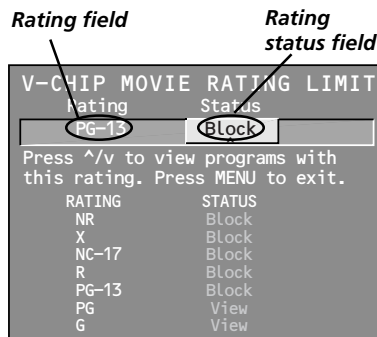 Rating field
Rating
status field
V-CHIP MOVIE RATING LIMIT
Rating Status
PG-13 Block
Press ^/v to view programs with
this rating. Press MENU to exit.
RATING STATUS
NR Block
X Block
NC-17 Block
R Block
PG-13 Block
PG View
G View